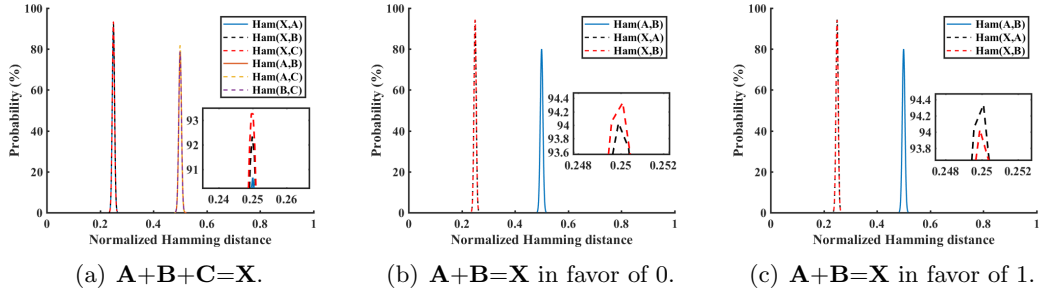 100
80
60
40
20
0
Probability (%)
Ham(X,A)
Ham(X,B)
Ham(X,C)
Ham(A,B)
Ham(A,C)
Ham(B,C)
93
92
91
0.24 0.25 0.26
0 0.2 0.4 0.6 0.8 1
Normalized Hamming distance
(a) A+B+C=X.
100
80
60
40
20
0
Probability (%)
Ham(A,B)
Ham(X,A)
Ham(X,B)
94.4
94.2
94
93.8
93.6
0.248 0.250 0.252
0 0.2 0.4 0.6 0.8 1
Normalized Hamming distance
(b) A+B=X in favor of 0.
100
80
60
40
20
0
Probability (%)
Ham(A,B)
Ham(X,A)
Ham(X,B)
94.4
94.2
94
93.8
0.248 0.250 0.252
0 0.2 0.4 0.6 0.8 1
Normalized Hamming distance
(c) A+B=X in favor of 1.